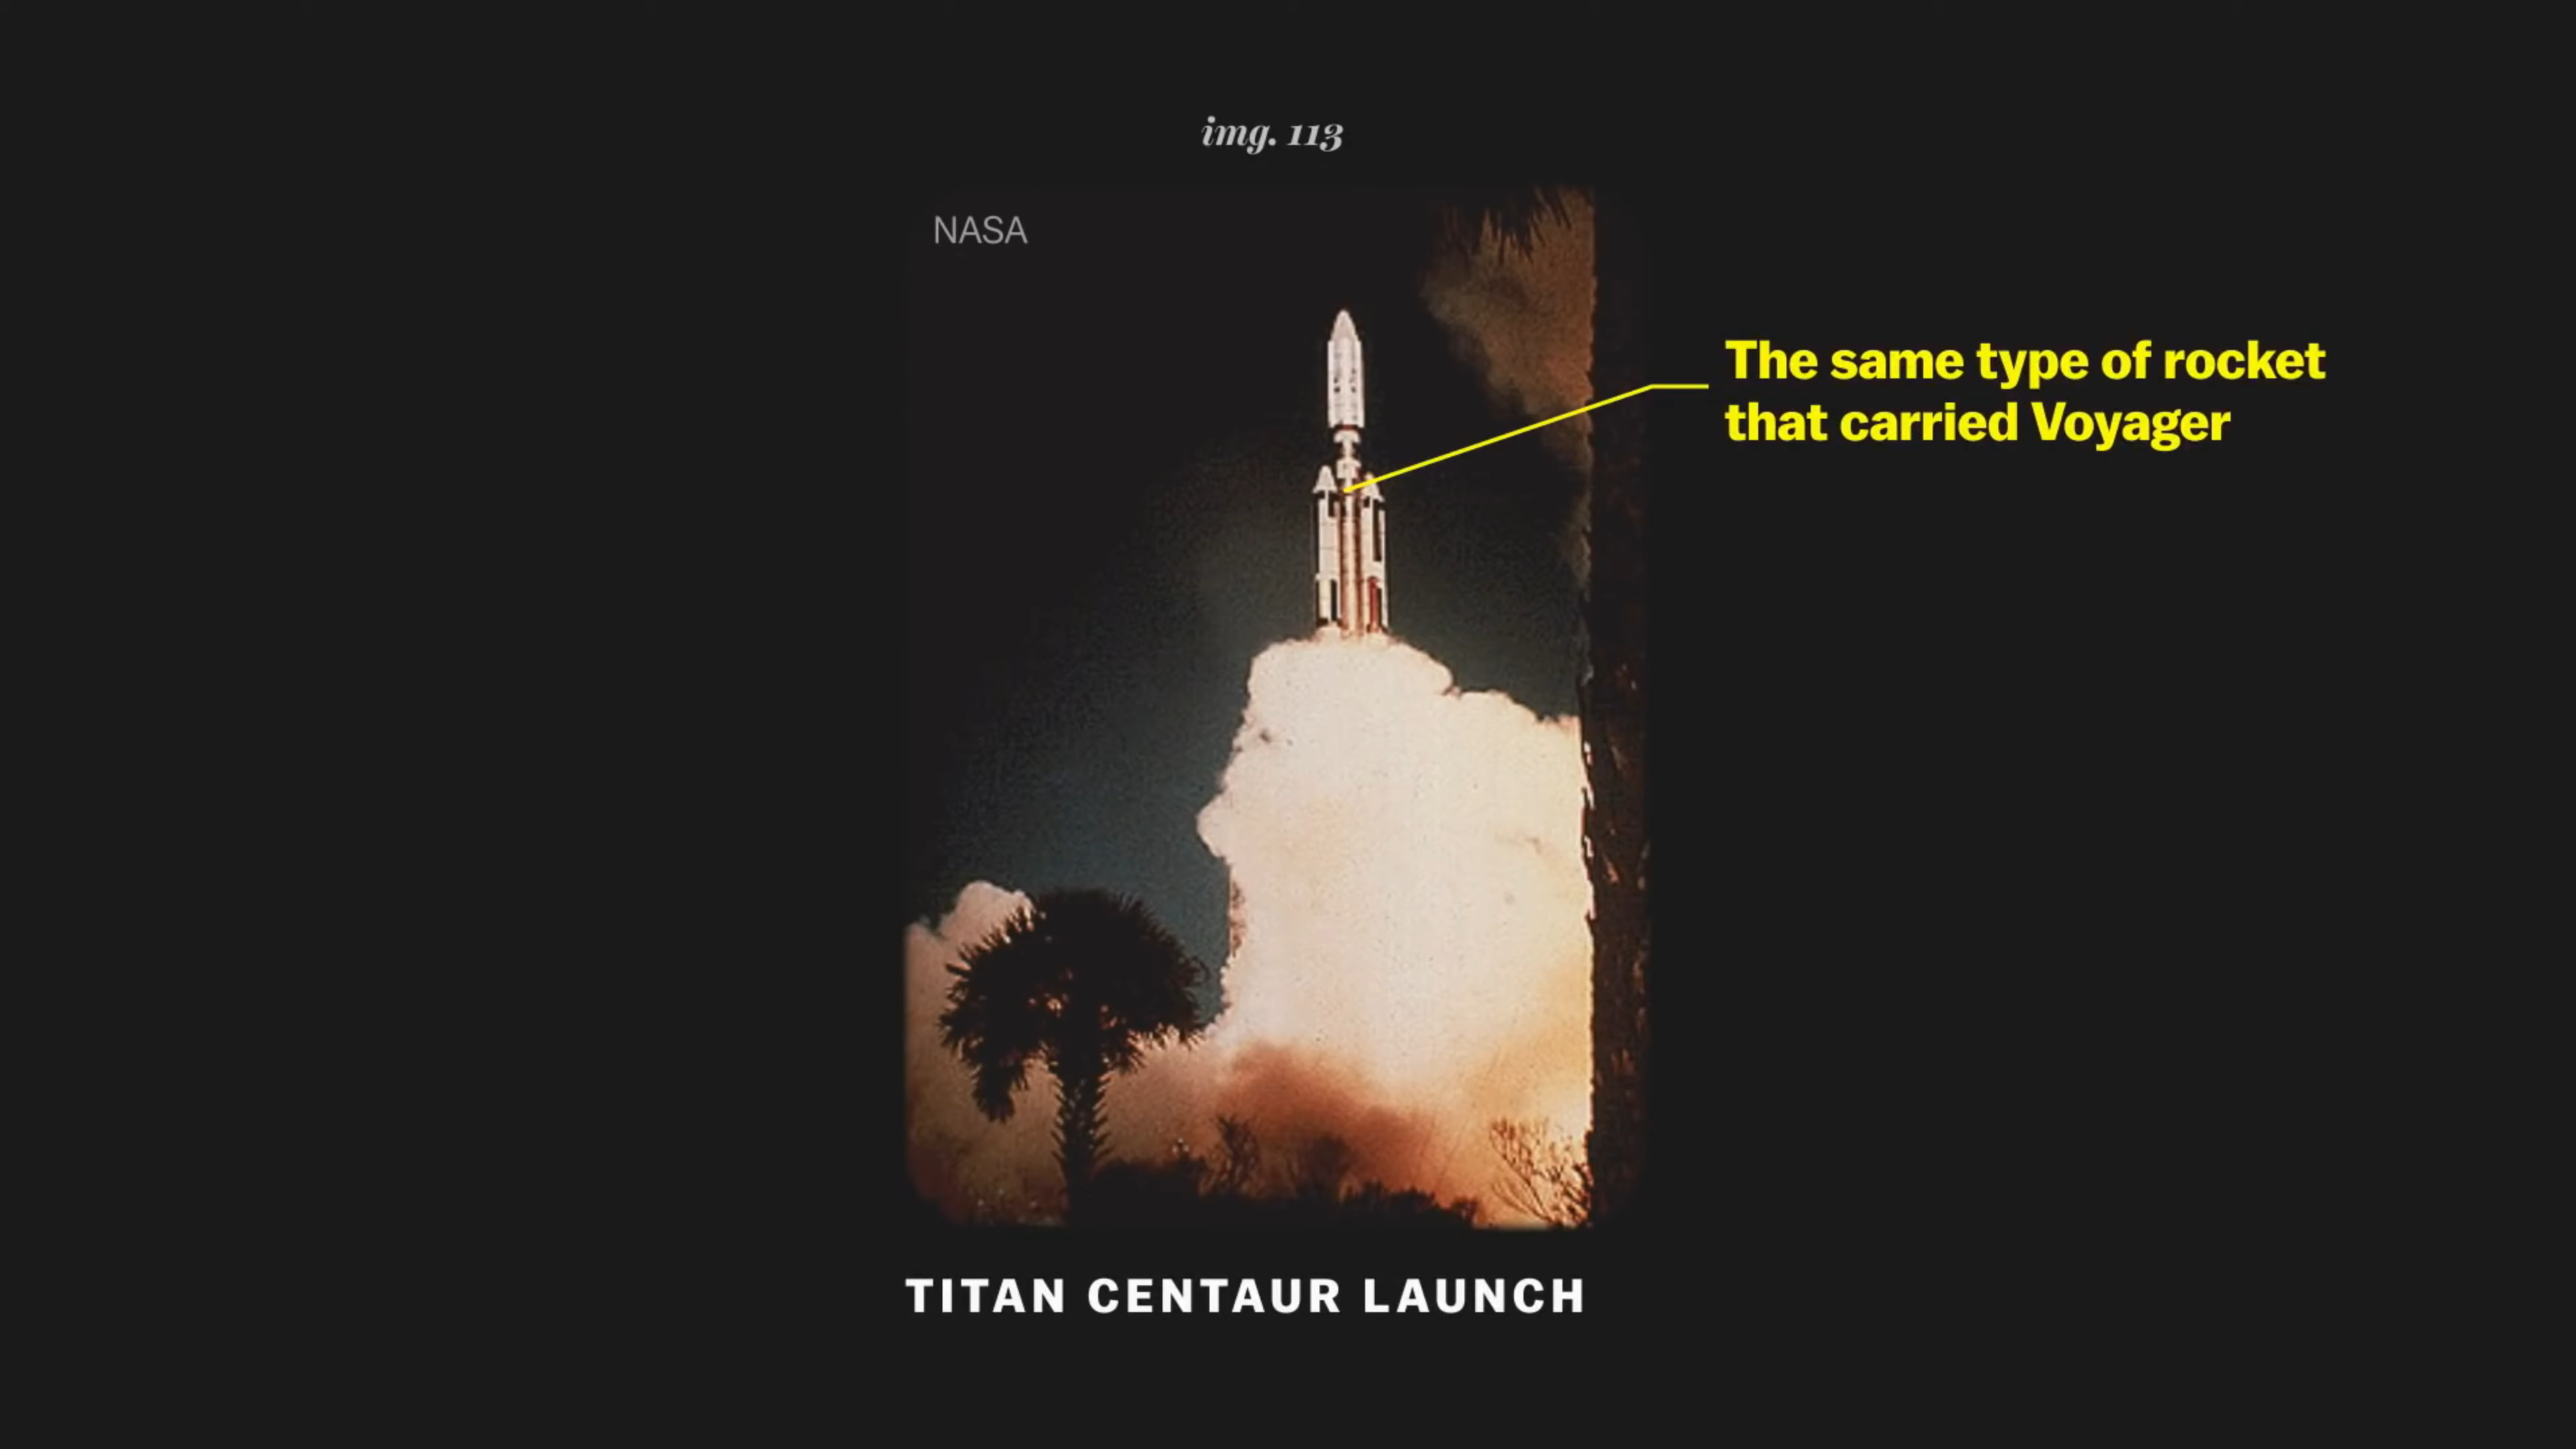 img. 113
NASA
The same type of rocket
that carried Voyager
TITAN CENTAUR LAUNCH